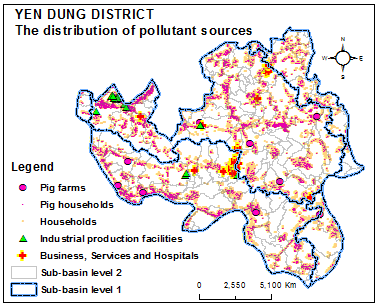 YEN DUNG DISTRICT
The distribution of pollutant sources
N
W E
S
Legend
Pig farms
Pig households
Households
Industrial production facilities
Business, Services and Hospitals
Sub-basin level 2
Sub-basin level 1
0 2,550 5,100 Km